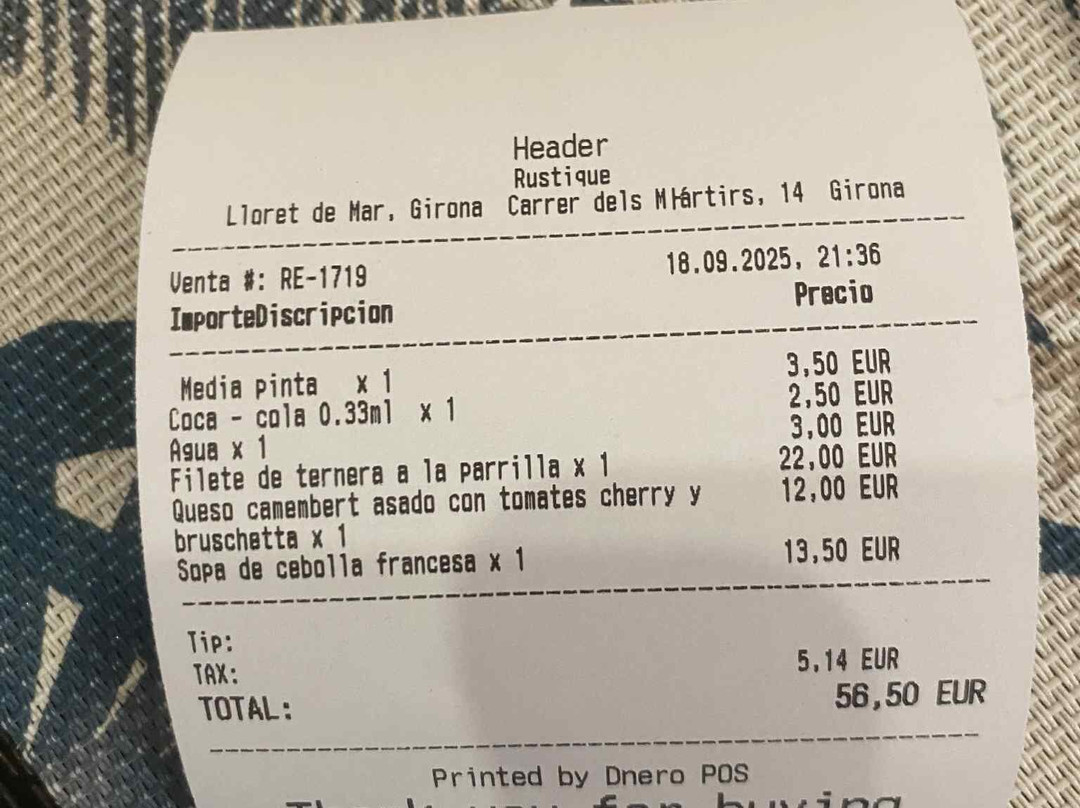 Header
Rustique
Lloret de Mar, Girona Carrer dels Mártirs, 14 Girona
Venta #: RE-1719 18.09.2025, 21:36
ImporteDiscripcion Precio
Media pinta x 1 3,50 EUR
Coca - cola 0.33ml x 1 2,50 EUR
Agua x 1 3,00 EUR
Filete de ternera a la parrilla x 1 22,00 EUR
Queso camembert asado con tomates cherry y 12,00 EUR
bruschetta x 1
Sopa de cebolla francesa x 1 13,50 EUR
Tip:
TAX: 5,14 EUR
TOTAL: 56,50 EUR
Printed by Dnero POS
Thank you for buying